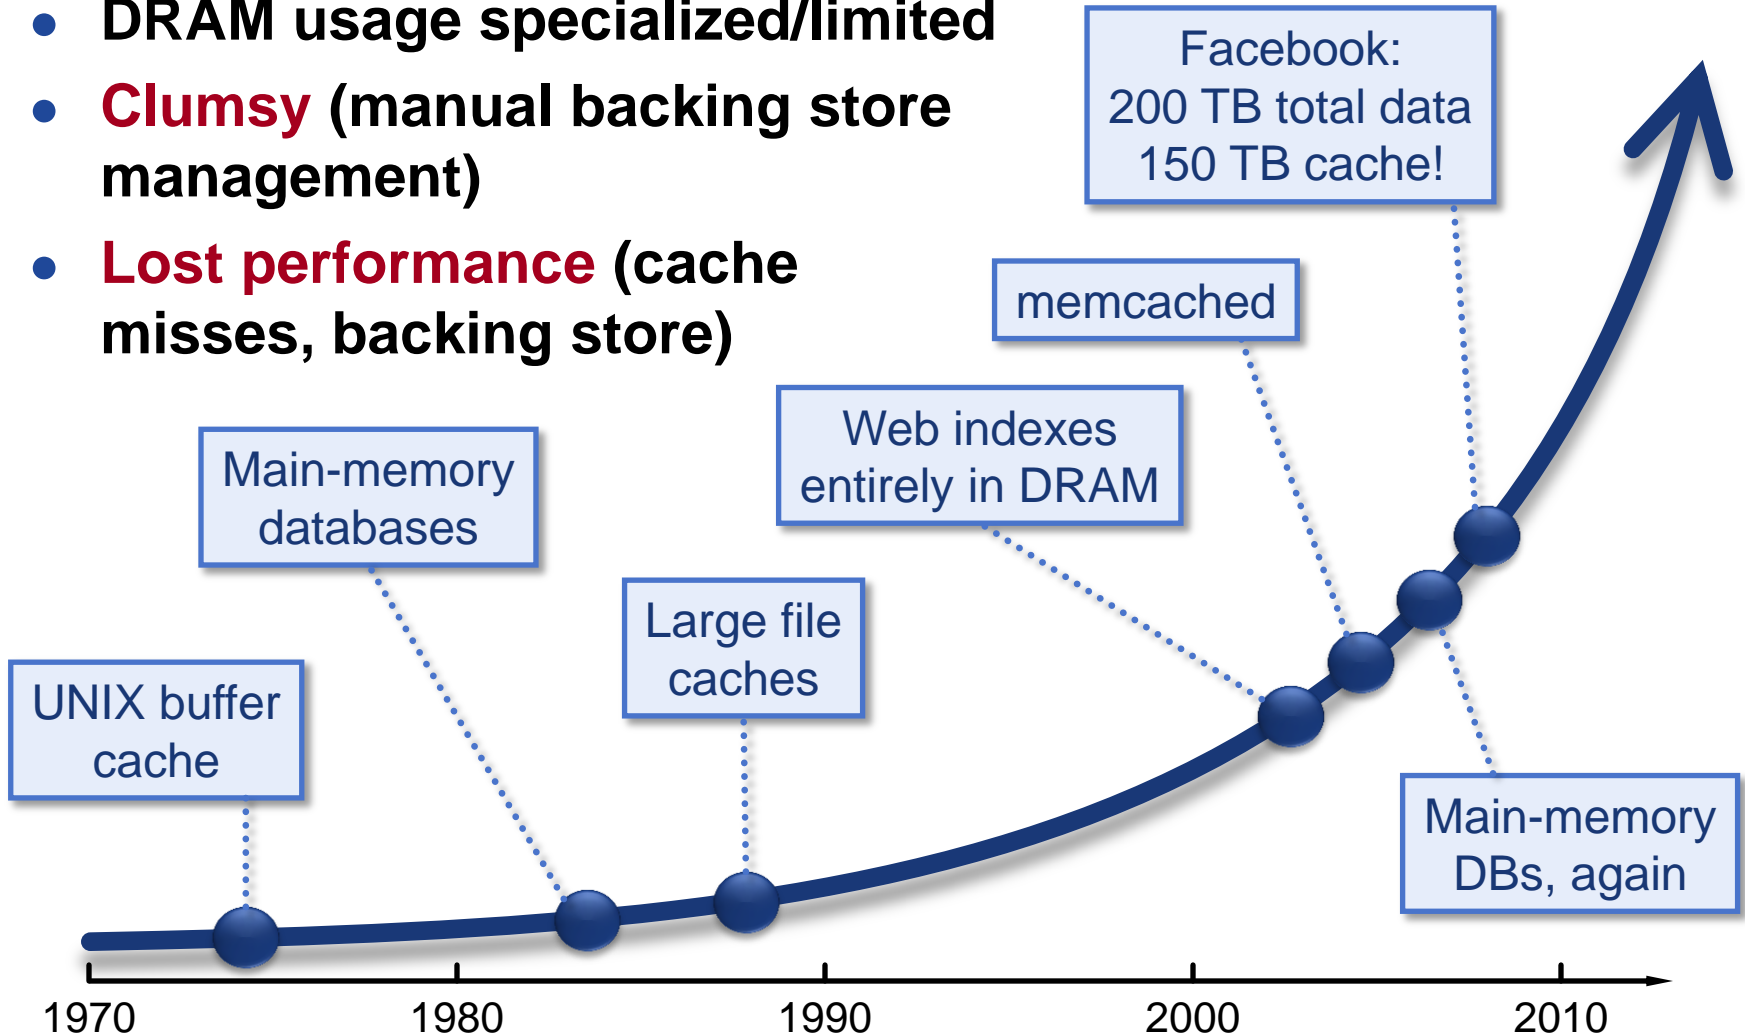 DRAM usage specialized/limited
Clumsy (manual backing store
management)
Lost performance (cache
misses, backing store)
Facebook:
200 TB total data
150 TB cache!
memcached
Web indexes
entirely in DRAM
Main-memory
databases
Large file
caches
UNIX buffer
cache
Main-memory
DBs, again
1970
1980
1990
2000
2010